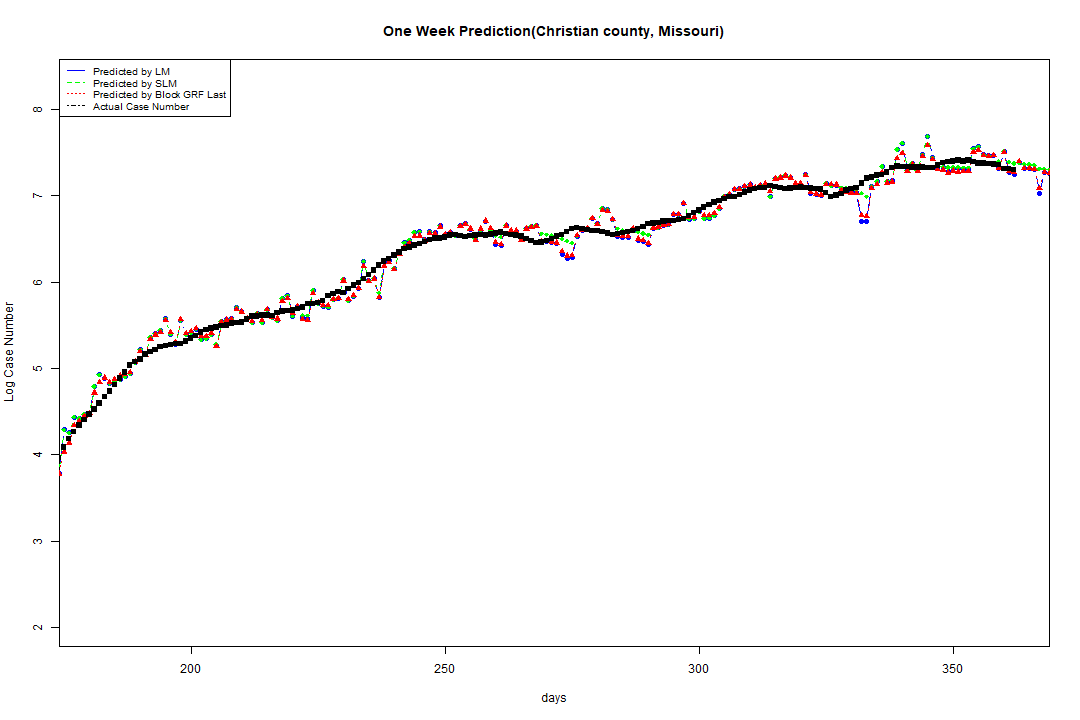 One Week Prediction(Christian county, Missouri)
Predicted by LM
Predicted by SLM
Predicted by Block GRF Last
Actual Case Number
8
7
6
5
4
3
2
Log Case Number
200 250 300 350
days